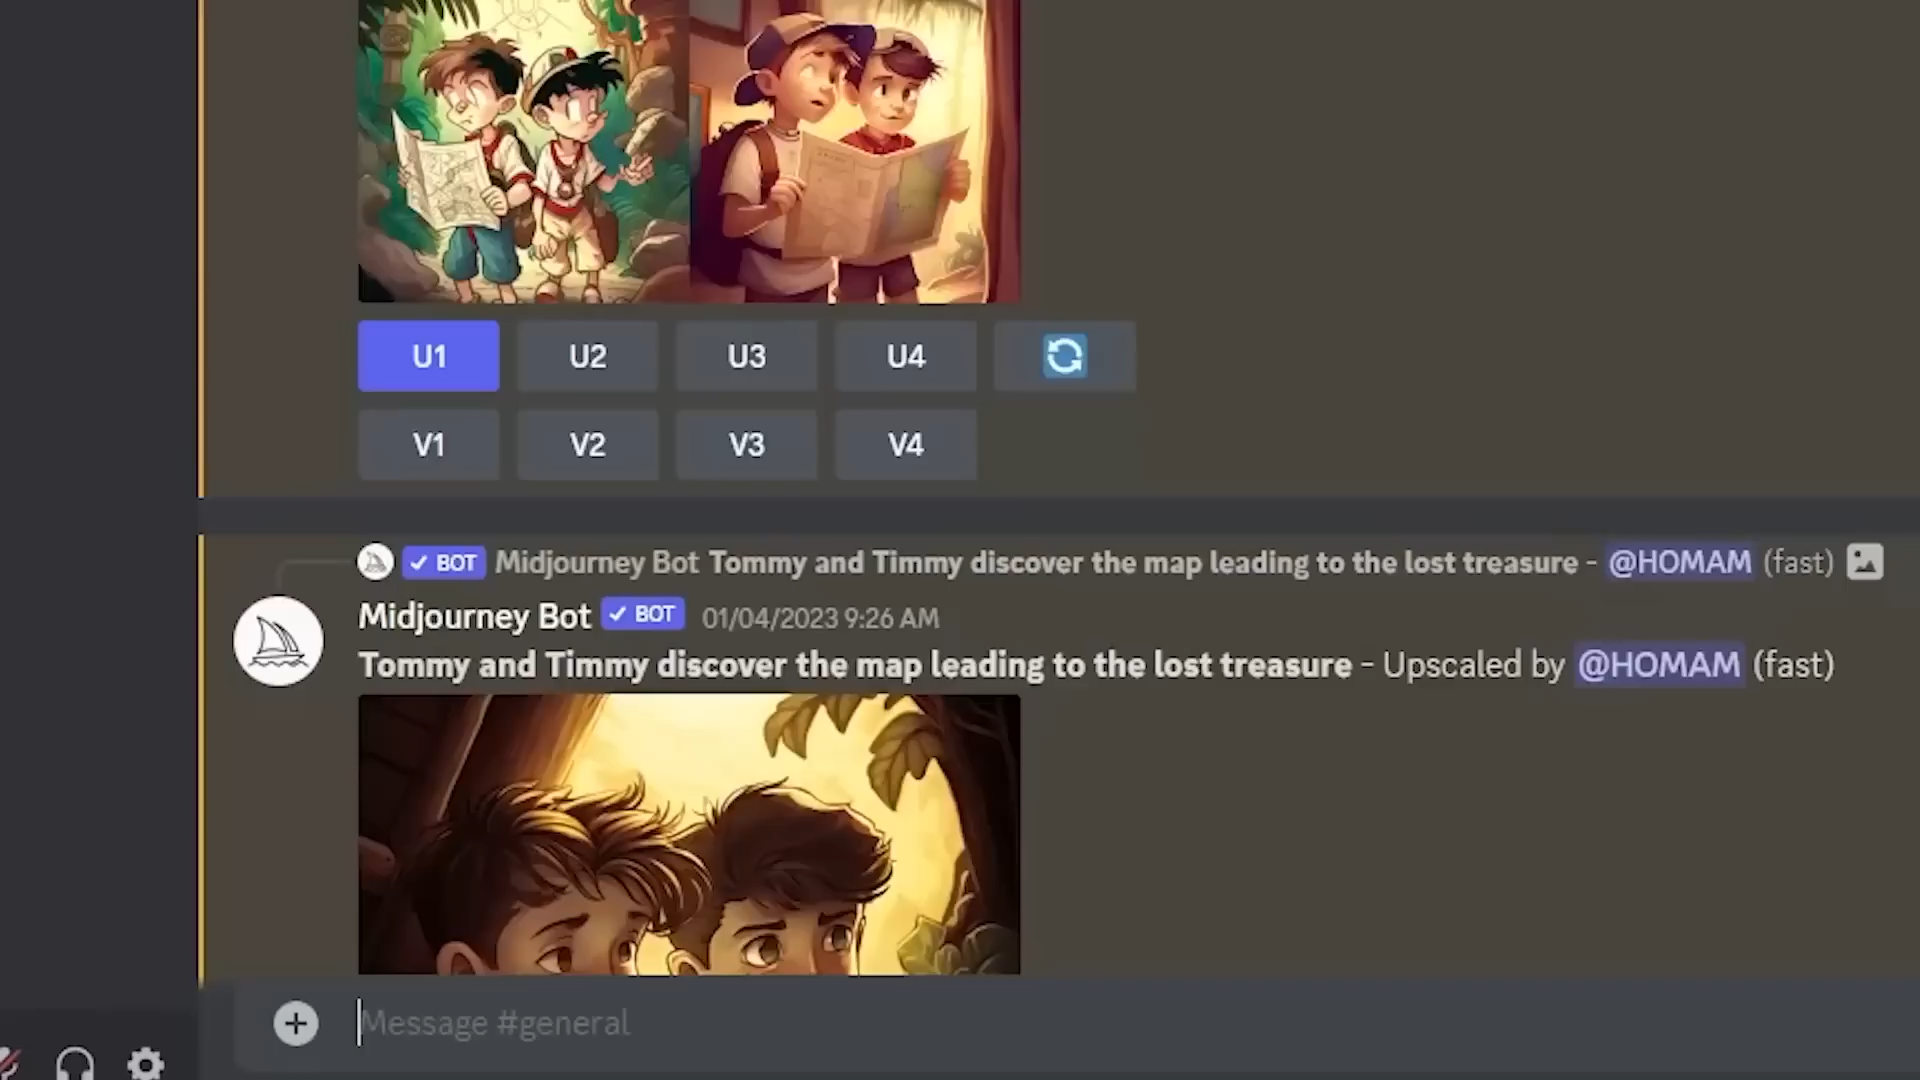 U1 U2 U3 U4
V1 V2 V3 V4
BOT Midjourney Bot Tommy and Timmy discover the map leading to the lost treasure - @HOMAM (fast)
Midjourney Bot BOT 01/04/2023 9:26 AM
Tommy and Timmy discover the map leading to the lost treasure - Upscaled by @HOMAM (fast)
Message #general